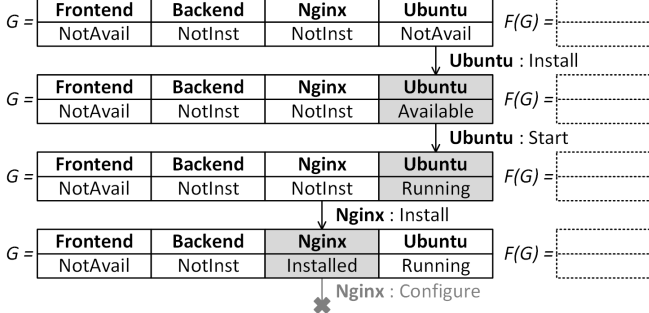 Frontend Backend Nginx Ubuntu
G = NotAvail NotInst NotInst NotAvail F(G) =
Ubuntu : Install
Frontend Backend Nginx Ubuntu
G = NotAvail NotInst NotInst Available F(G) =
Ubuntu : Start
Frontend Backend Nginx Ubuntu
G = NotAvail NotInst NotInst Running F(G) =
Nginx : Install
Frontend Backend Nginx Ubuntu
G = NotAvail NotInst Installed Running F(G) =
Nginx : Configure